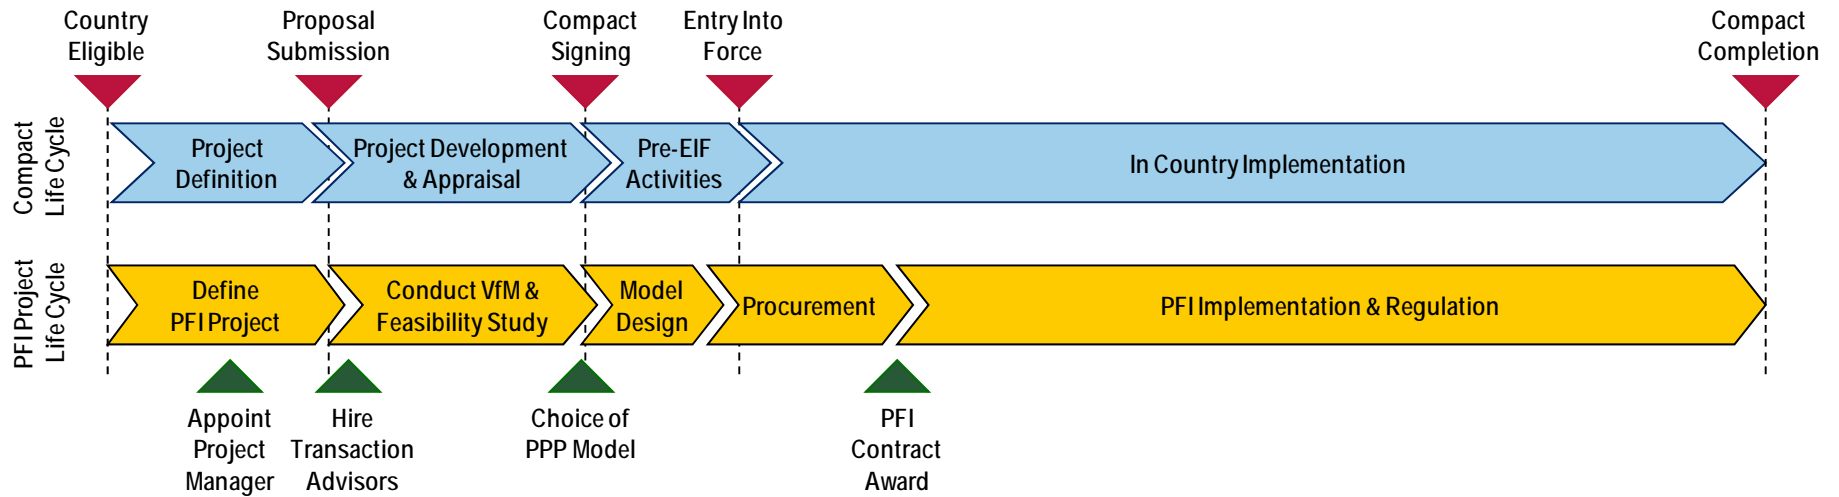 Country
Eligible
Proposal
Submission
Compact
Signing
Entry Into
Force
Compact
Completion
Compact
Life Cycle
Project
Definition
Project Development
& Appraisal
Pre-EIF
Activities
In Country Implementation
PFI Project
Life Cycle
Define
PFI Project
Conduct VfM &
Feasibility Study
Model
Design
Procurement
PFI Implementation & Regulation
Appoint
Project
Manager
Hire
Transaction
Advisors
Choice of
PPP Model
PFI
Contract
Award